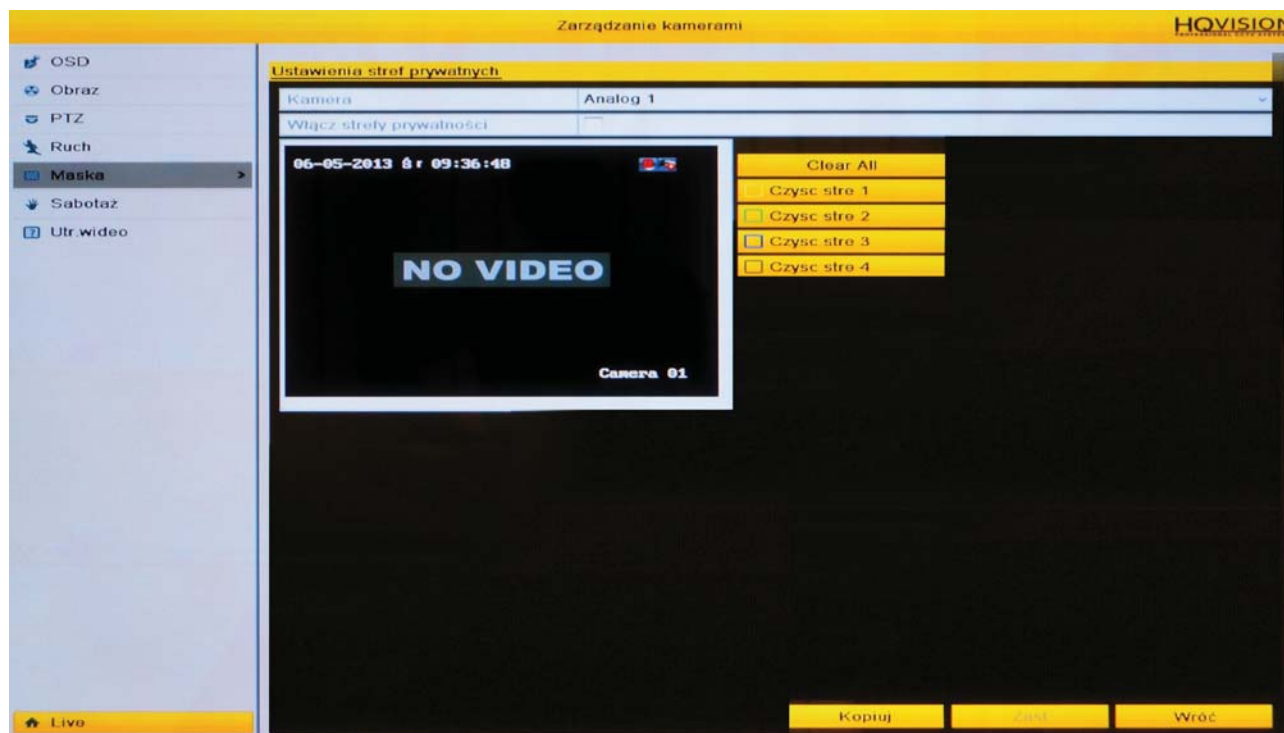 Zarządzanie kamerami
HQVISION
OSD
Obraz
PTZ
Ruch
Maska
Sabotaż
Utr.wideo
Live
Ustawienia stref prywatnych
Kamera Analog 1
Włącz strefy prywatności
06-05-2013 Śr 09:36:48
NO VIDEO
Camera 01
Clear All
Czysc stre 1
Czysc stre 2
Czysc stre 3
Czysc stre 4
Kopiuj Zast. Wróć